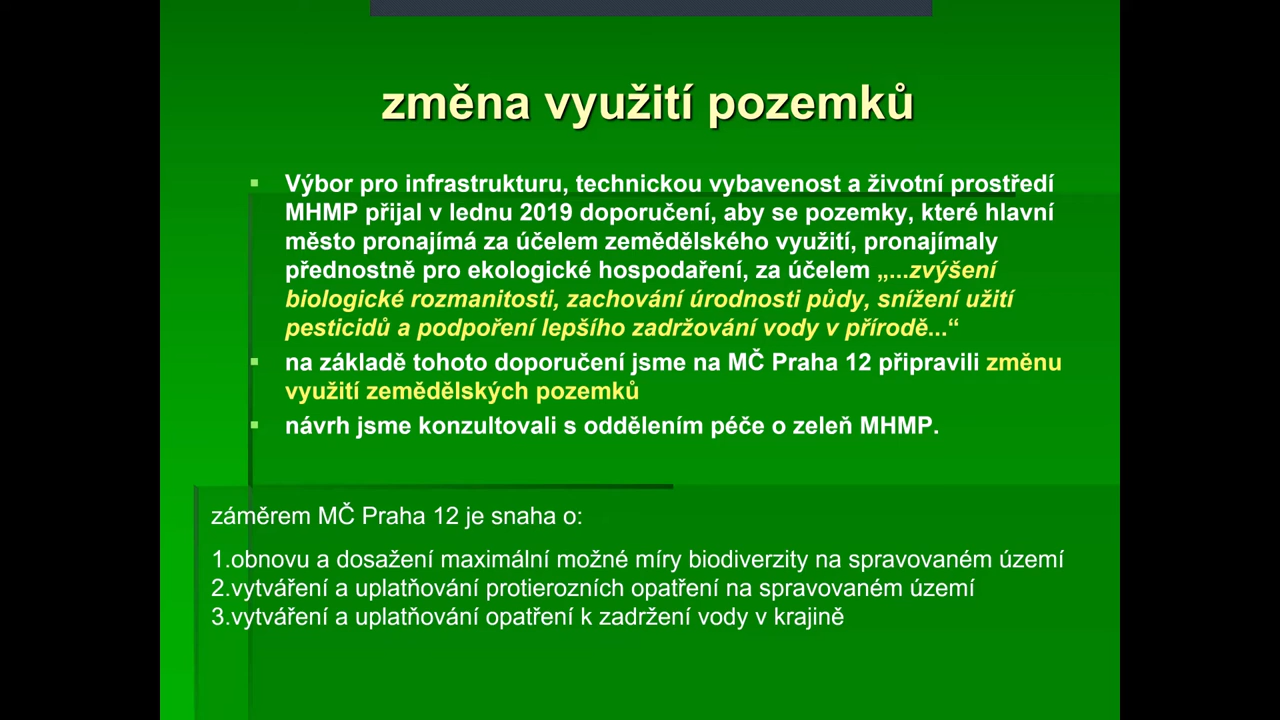 změna využití pozemků
▪ Výbor pro infrastrukturu, technickou vybavenost a životní prostředí
MHMP přijal v lednu 2019 doporučení, aby se pozemky, které hlavní
město pronajímá za účelem zemědělského využití, pronajímaly
přednostně pro ekologické hospodaření, za účelem „...zvýšení
biologické rozmanitosti, zachování úrodnosti půdy, snížení užití
pesticidů a podpoření lepšího zadržování vody v přírodě...“
▪ na základě tohoto doporučení jsme na MČ Praha 12 připravili změnu
využití zemědělských pozemků
▪ návrh jsme konzultovali s oddělením péče o zeleň MHMP.
záměrem MČ Praha 12 je snaha o:
1.obnovu a dosažení maximální možné míry biodiverzity na spravovaném území
2.vytváření a uplatňování protierozních opatření na spravovaném území
3.vytváření a uplatňování opatření k zadržení vody v krajině